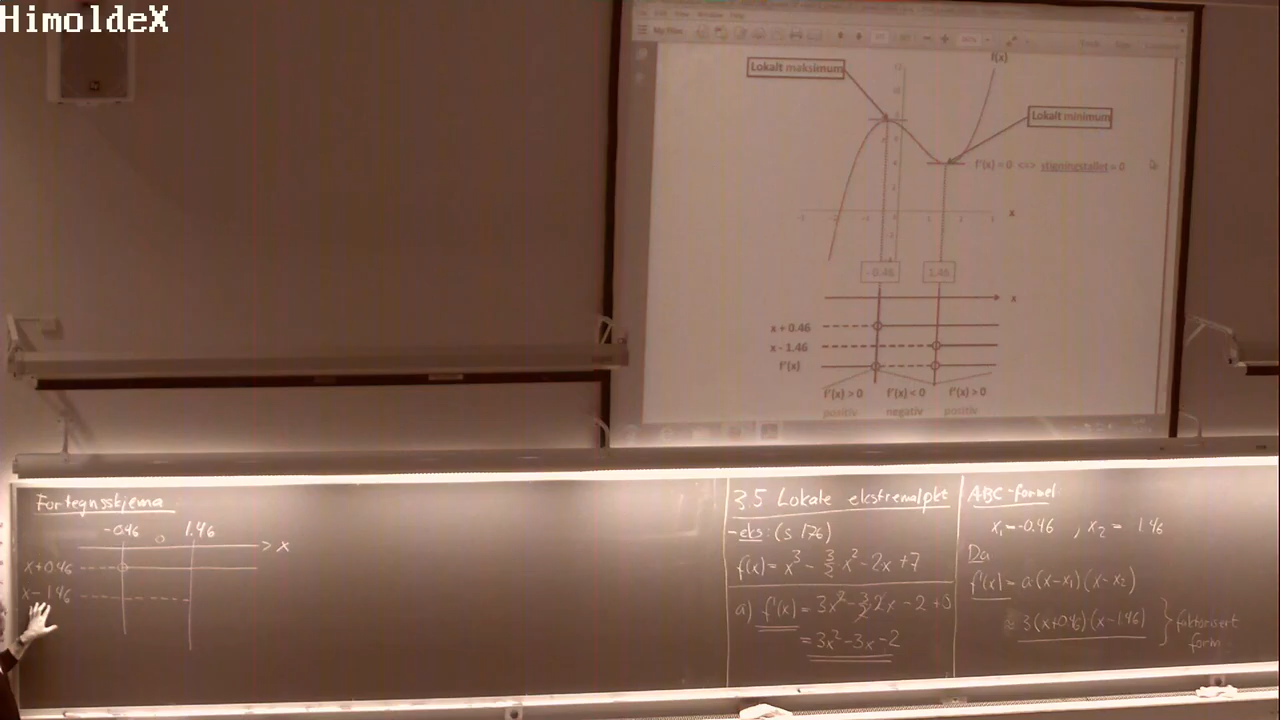 HimoldeX
My Files
Lokalt maksimum
f(x)
Lokalt minimum
f'(x) = 0 <=> stigningstallet = 0
x
- 0.46 1.46
x
x + 0.46
x - 1.46
f'(x)
f'(x) > 0 f'(x) < 0 f'(x) > 0
positiv negativ positiv
Fortegnsskjema
-0.46 0 1.46
> x
x+0.46
x-1.46
3.5 Lokale ekstremalpkt
- eks: (s 176)
f(x) = x³ - 3/2 x² - 2x + 7
a) f'(x) = 3x² - 3/2 · 2x - 2 + 0
= 3x² - 3x - 2
ABC-formel
x₁ = -0.46 , x₂ = 1.46
Da
f'(x) = a·(x-x₁)(x-x₂)
≈ 3(x+0.46)(x-1.46) } faktorisert
form